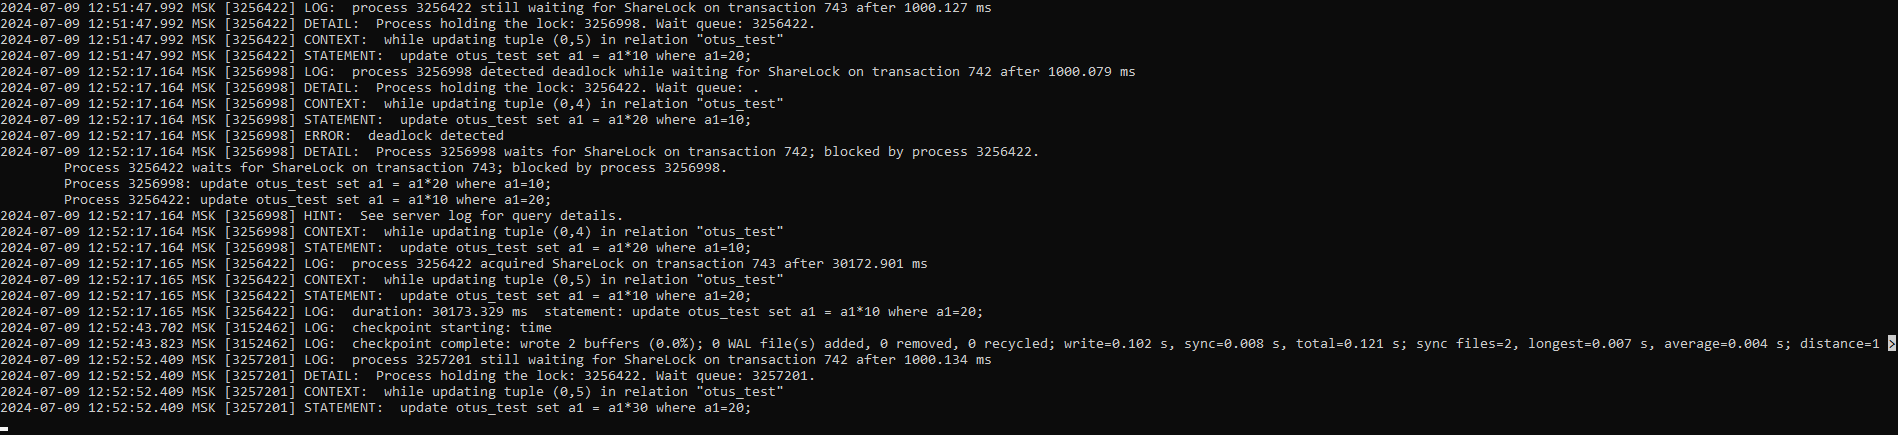 2024-07-09 12:51:47.992 MSK [3256422] LOG:  process 3256422 still waiting for ShareLock on transaction 743 after 1000.127 ms
2024-07-09 12:51:47.992 MSK [3256422] DETAIL:  Process holding the lock: 3256998. Wait queue: 3256422.
2024-07-09 12:51:47.992 MSK [3256422] CONTEXT:  while updating tuple (0,5) in relation "otus_test"
2024-07-09 12:51:47.992 MSK [3256422] STATEMENT:  update otus_test set a1 = a1*10 where a1=20;
2024-07-09 12:52:17.164 MSK [3256998] LOG:  process 3256998 detected deadlock while waiting for ShareLock on transaction 742 after 1000.079 ms
2024-07-09 12:52:17.164 MSK [3256998] DETAIL:  Process holding the lock: 3256422. Wait queue: .
2024-07-09 12:52:17.164 MSK [3256998] CONTEXT:  while updating tuple (0,4) in relation "otus_test"
2024-07-09 12:52:17.164 MSK [3256998] STATEMENT:  update otus_test set a1 = a1*20 where a1=10;
2024-07-09 12:52:17.164 MSK [3256998] ERROR:  deadlock detected
2024-07-09 12:52:17.164 MSK [3256998] DETAIL:  Process 3256998 waits for ShareLock on transaction 742; blocked by process 3256422.
        Process 3256422 waits for ShareLock on transaction 743; blocked by process 3256998.
        Process 3256998: update otus_test set a1 = a1*20 where a1=10;
        Process 3256422: update otus_test set a1 = a1*10 where a1=20;
2024-07-09 12:52:17.164 MSK [3256998] HINT:  See server log for query details.
2024-07-09 12:52:17.164 MSK [3256998] CONTEXT:  while updating tuple (0,4) in relation "otus_test"
2024-07-09 12:52:17.164 MSK [3256998] STATEMENT:  update otus_test set a1 = a1*20 where a1=10;
2024-07-09 12:52:17.165 MSK [3256422] LOG:  process 3256422 acquired ShareLock on transaction 743 after 30172.901 ms
2024-07-09 12:52:17.165 MSK [3256422] CONTEXT:  while updating tuple (0,5) in relation "otus_test"
2024-07-09 12:52:17.165 MSK [3256422] STATEMENT:  update otus_test set a1 = a1*10 where a1=20;
2024-07-09 12:52:17.165 MSK [3256422] LOG:  duration: 30173.329 ms  statement: update otus_test set a1 = a1*10 where a1=20;
2024-07-09 12:52:43.702 MSK [3152462] LOG:  checkpoint starting: time
2024-07-09 12:52:43.823 MSK [3152462] LOG:  checkpoint complete: wrote 2 buffers (0.0%); 0 WAL file(s) added, 0 removed, 0 recycled; write=0.102 s, sync=0.008 s, total=0.121 s; sync files=2, longest=0.007 s, average=0.004 s; distance=1 >
2024-07-09 12:52:52.409 MSK [3257201] LOG:  process 3257201 still waiting for ShareLock on transaction 742 after 1000.134 ms
2024-07-09 12:52:52.409 MSK [3257201] DETAIL:  Process holding the lock: 3256422. Wait queue: 3257201.
2024-07-09 12:52:52.409 MSK [3257201] CONTEXT:  while updating tuple (0,5) in relation "otus_test"
2024-07-09 12:52:52.409 MSK [3257201] STATEMENT:  update otus_test set a1 = a1*30 where a1=20;